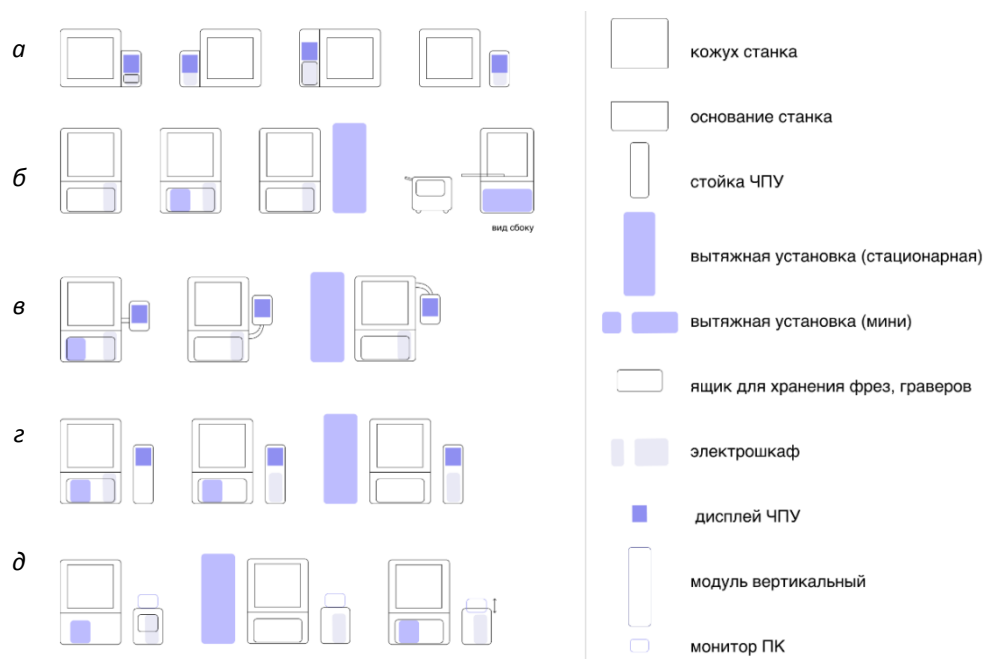 а
б
вид сбоку
в
г
д
кожух станка
основание станка
стойка ЧПУ
вытяжная установка (стационарная)
вытяжная установка (мини)
ящик для хранения фрез, граверов
электрошкаф
дисплей ЧПУ
модуль вертикальный
монитор ПК